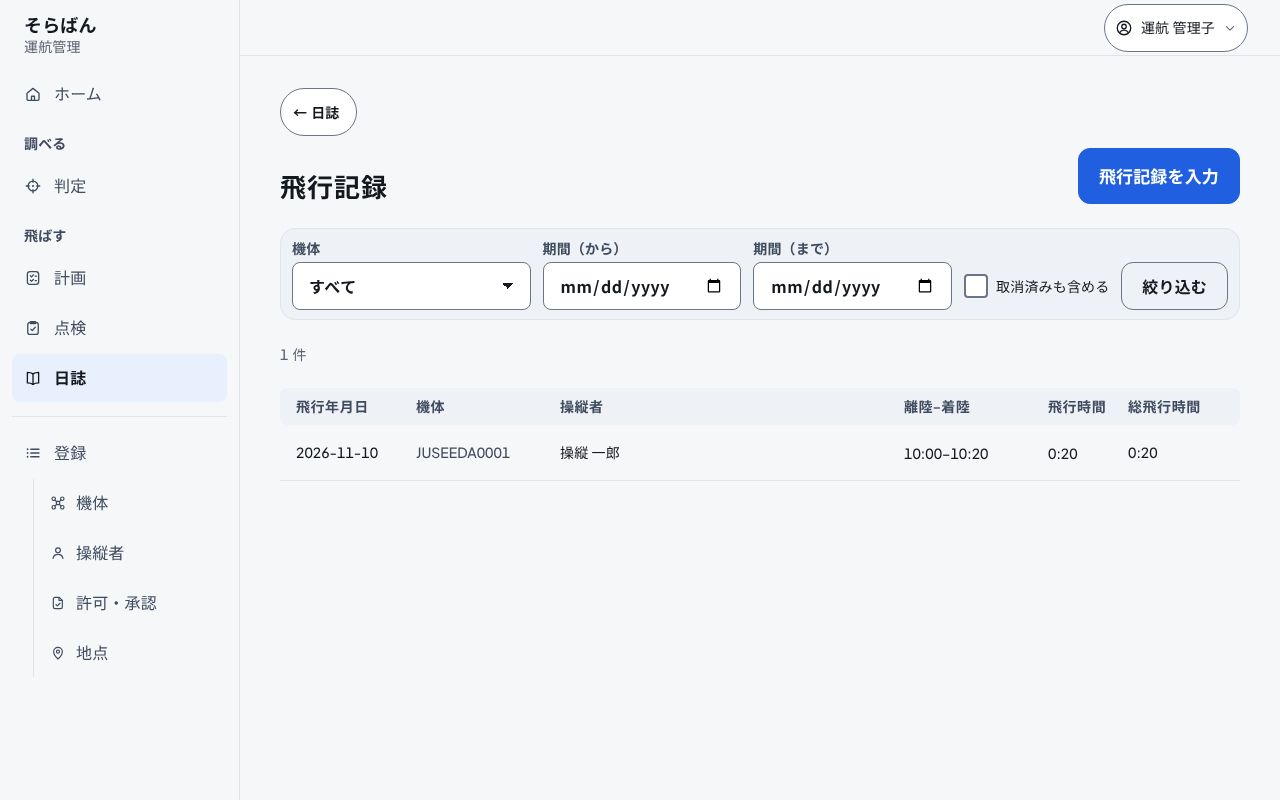 そらばん
運航管理
ホーム
調べる
判定
飛ばす
計画
点検
日誌
登録
機体
操縦者
許可・承認
地点
運航 管理子
← 日誌
飛行記録
飛行記録を入力
機体
すべて
期間（から）
mm/dd/yyyy
期間（まで）
mm/dd/yyyy
取消済みも含める
絞り込む
1 件
飛行年月日 機体 操縦者 離陸–着陸 飛行時間 総飛行時間
2026-11-10 JUSEEDA0001 操縦 一郎 10:00–10:20 0:20 0:20